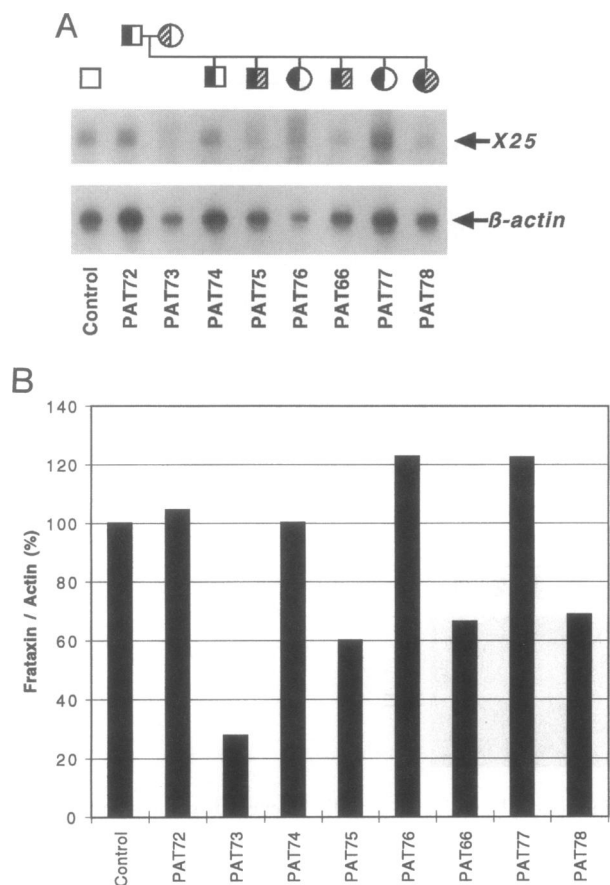 A
X25
ß-actin
Control
PAT72
PAT73
PAT74
PAT75
PAT76
PAT66
PAT77
PAT78
B
Frataxin / Actin (%)
140
120
100
80
60
40
20
0
Control
PAT72
PAT73
PAT74
PAT75
PAT76
PAT66
PAT77
PAT78